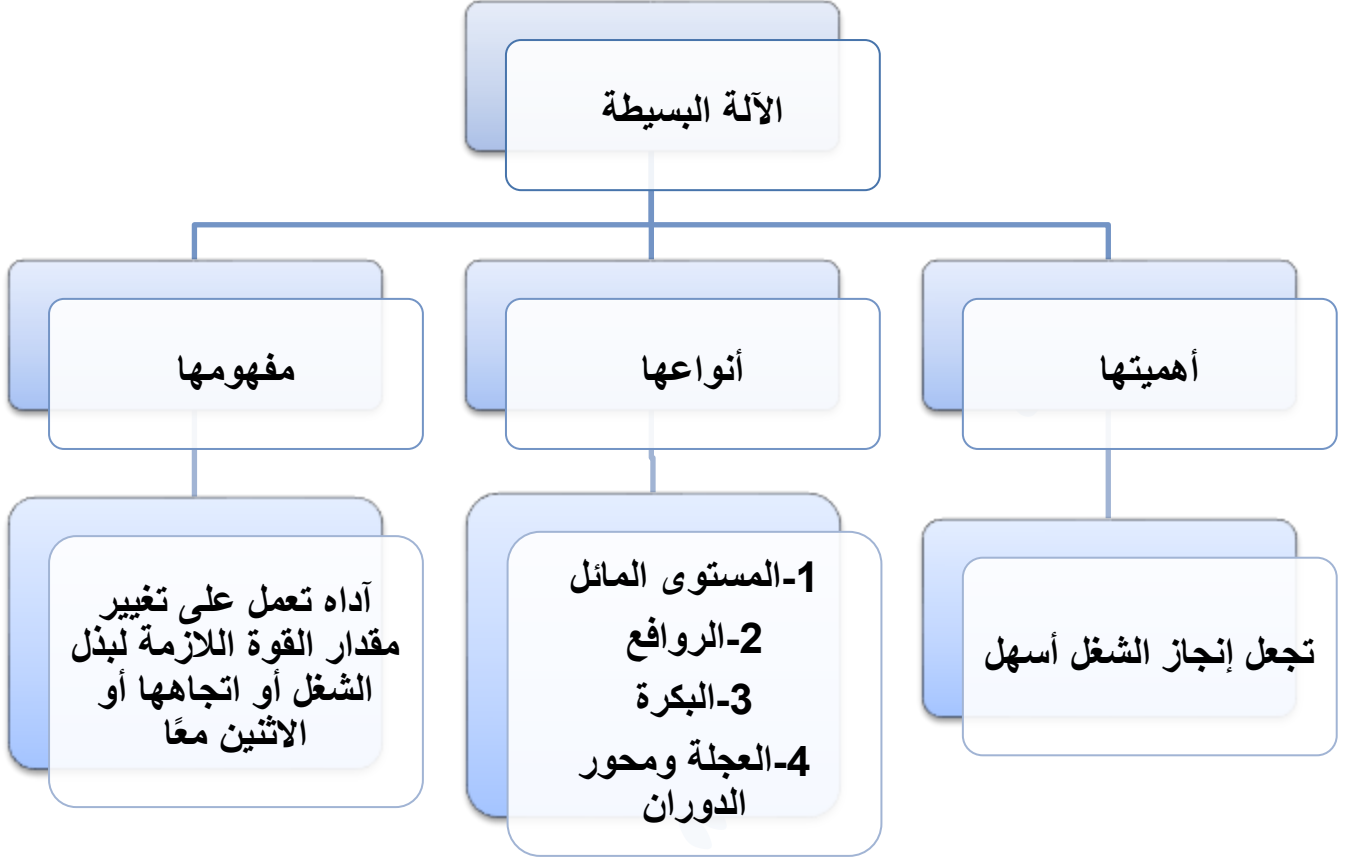 الآلة البسيطة
أهميتها
أنواعها
مفهومها
تجعل إنجاز الشغل أسهل
1-المستوى المائل
2-الروافع
3-البكرة
4-العجلة ومحور
الدوران
آداه تعمل على تغيير
مقدار القوة اللازمة لبذل
الشغل أو اتجاهها أو
الاثنين معًا